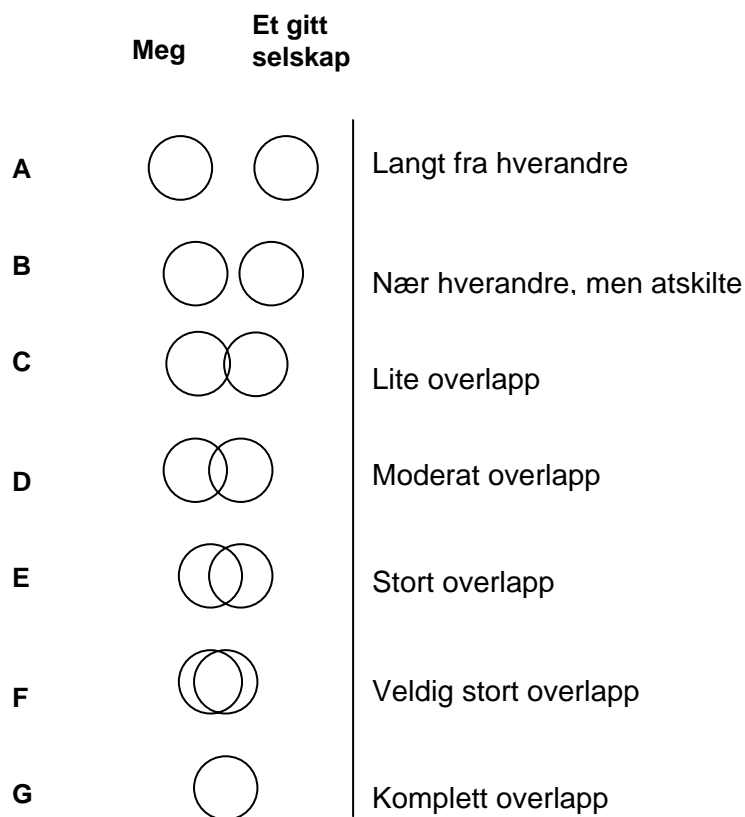 Meg
Et gitt
selskap
A
Langt fra hverandre
B
Nær hverandre, men atskilte
C
Lite overlapp
D
Moderat overlapp
E
Stort overlapp
F
Veldig stort overlapp
G
Komplett overlapp